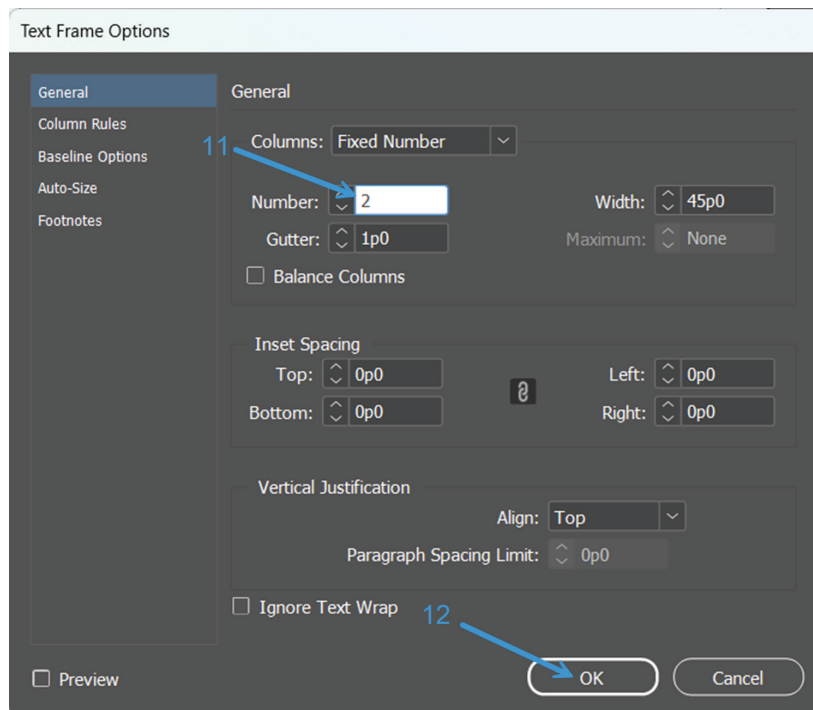 Text Frame Options
General
Column Rules
Baseline Options
Auto-Size
Footnotes
General
11
Columns: Fixed Number
Number: 2 Width: 45p0
Gutter: 1p0 Maximum: None
Balance Columns
Inset Spacing
Top: 0p0 Left: 0p0
Bottom: 0p0 Right: 0p0
Vertical Justification
Align: Top
Paragraph Spacing Limit: 0p0
Ignore Text Wrap
12
Preview OK Cancel